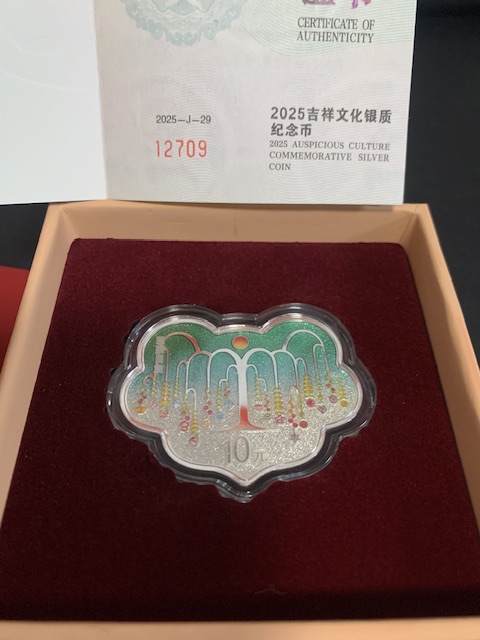 CERTIFICATE OF
AUTHENTICITY
2025-J-29
12709
2025吉祥文化银质
纪念币
2025 AUSPICIOUS CULTURE
COMMEMORATIVE SILVER
COIN
10元